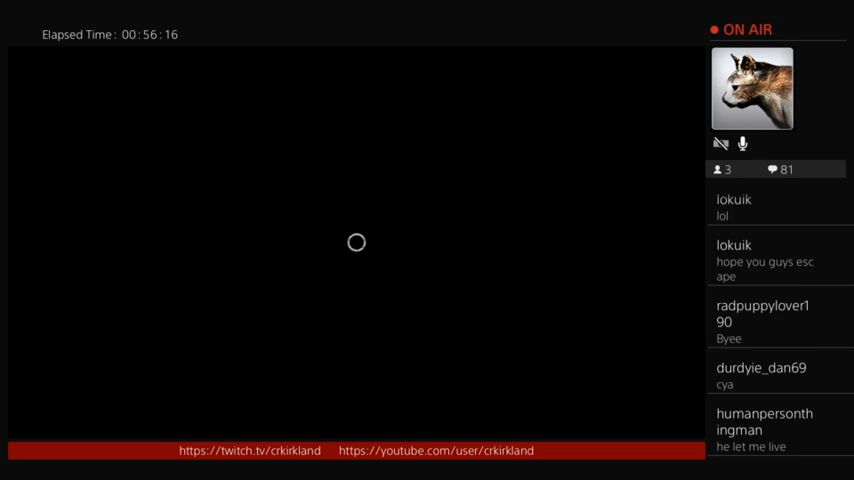 Elapsed Time: 00:56:16
ON AIR
3 81
lokuik
lol
lokuik
hope you guys esc
ape
radpuppylover1
90
Byee
durdyie_dan69
cya
humanpersonth
ingman
he let me live
https://twitch.tv/crkirkland https://youtube.com/user/crkirkland